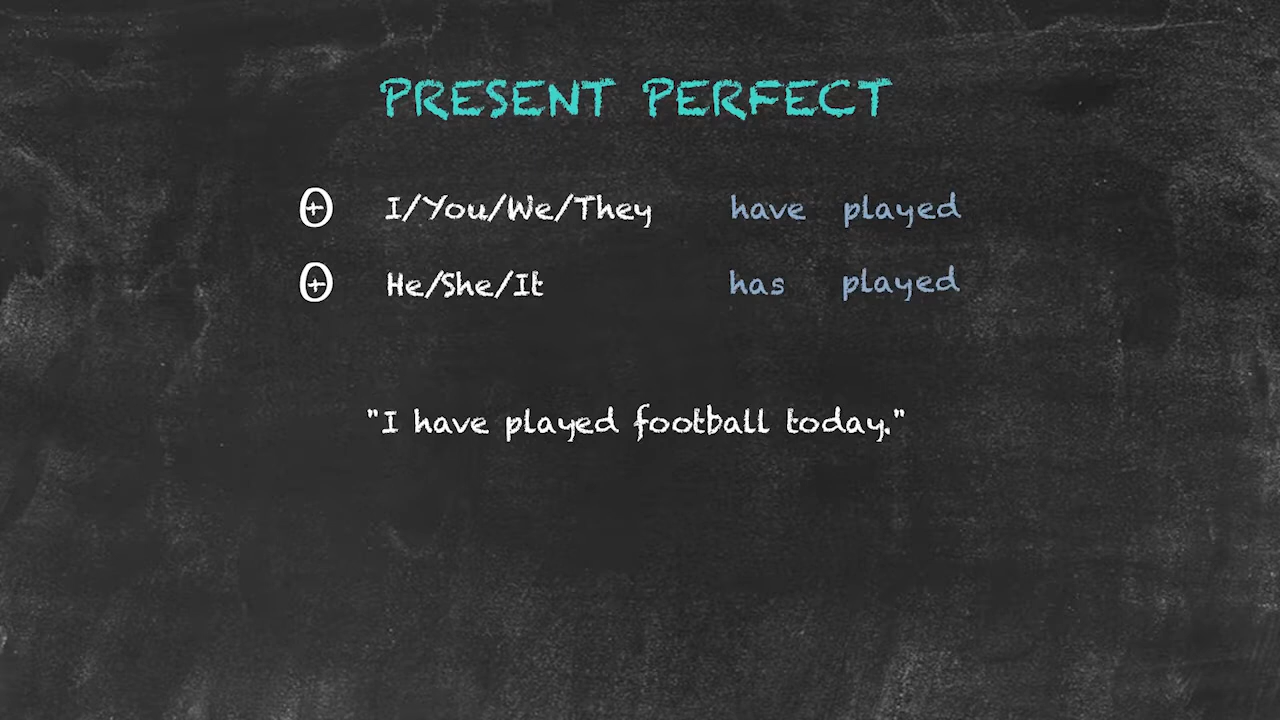 PRESENT PERFECT
+ I/You/We/They have played
+ He/She/It has played
"I have played football today."